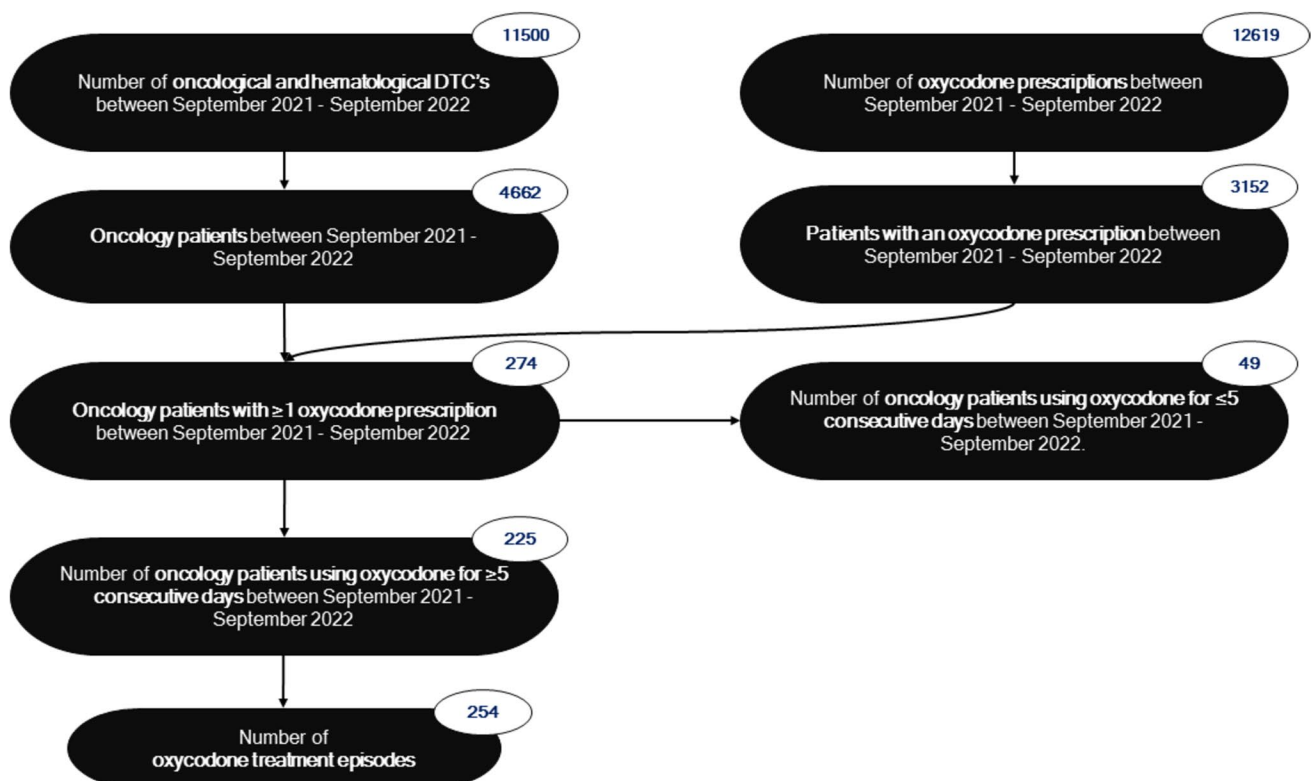 11500
Number of oncological and hematological DTC's
between September 2021 - September 2022
12619
Number of oxycodone prescriptions between
September 2021 - September 2022
4662
Oncology patients between September 2021 -
September 2022
3152
Patients with an oxycodone prescription between
September 2021 - September 2022
274
Oncology patients with ≥1 oxycodone prescription
between September 2021 - September 2022
49
Number of oncology patients using oxycodone for ≤5
consecutive days between September 2021 -
September 2022.
225
Number of oncology patients using oxycodone for ≥5
consecutive days between September 2021 -
September 2022
254
Number of
oxycodone treatment episodes